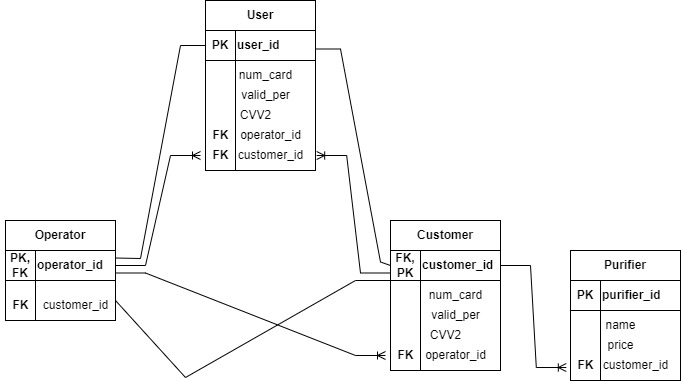 User
PK user_id
num_card
valid_per
CVV2
FK operator_id
FK customer_id
Operator
PK, FK operator_id
FK customer_id
Customer
FK, PK customer_id
num_card
valid_per
CVV2
FK operator_id
Purifier
PK purifier_id
name
price
FK customer_id